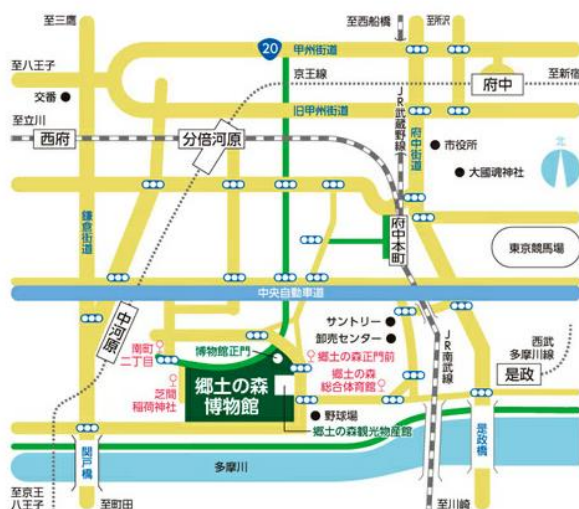 至三鷹
至西船橋
至所沢
20
甲州街道
至八王子
京王線
府中
至新宿
交番
旧甲州街道
至立川
西府
分倍河原
JR武蔵野線
府中街道
市役所
北
大國魂神社
鎌倉街道
府中本町
東京競馬場
中央自動車道
サントリー
中河原
卸売センター
JR南武線
西武
多摩川線
南町
二丁目
博物館正門
郷土の森正門前
郷土の森
総合体育館
是政
芝間
稲荷神社
郷土の森
博物館
野球場
郷土の森観光物産館
関戸橋
是政橋
多摩川
至京王
八王子
至町田
至川崎